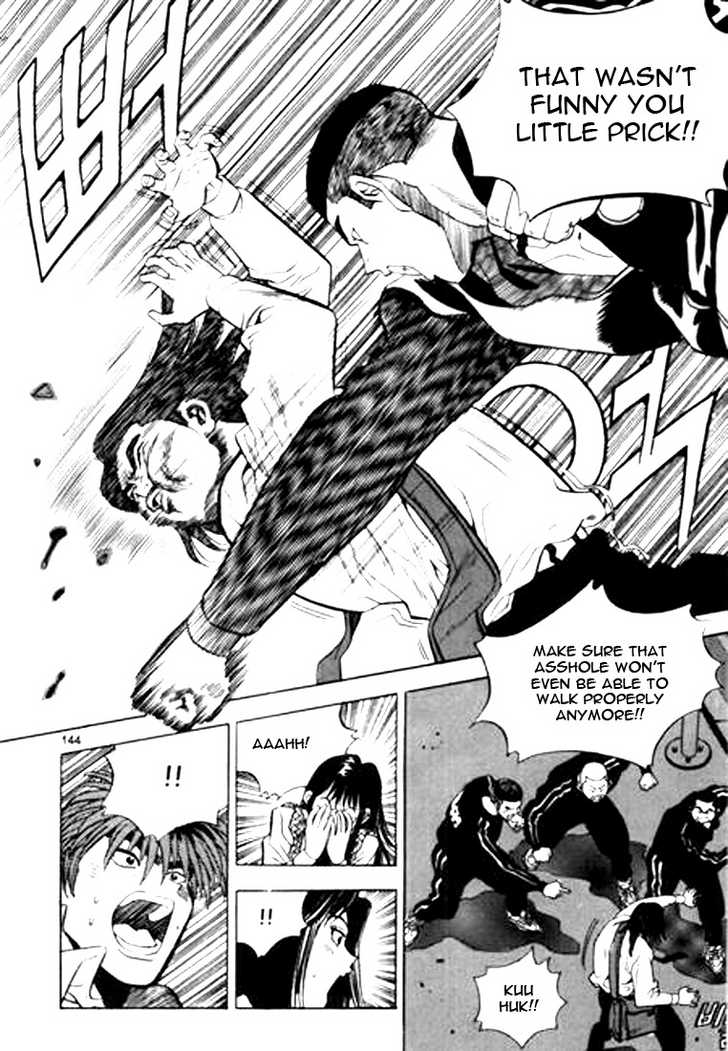 THAT WASN'T
FUNNY YOU
LITTLE PRICK!!
MAKE SURE THAT
ASSHOLE WON'T
EVEN BE ABLE TO
WALK PROPERLY
ANYMORE!!
144
!!
AAAHH!
!!
KUU
HUK!!